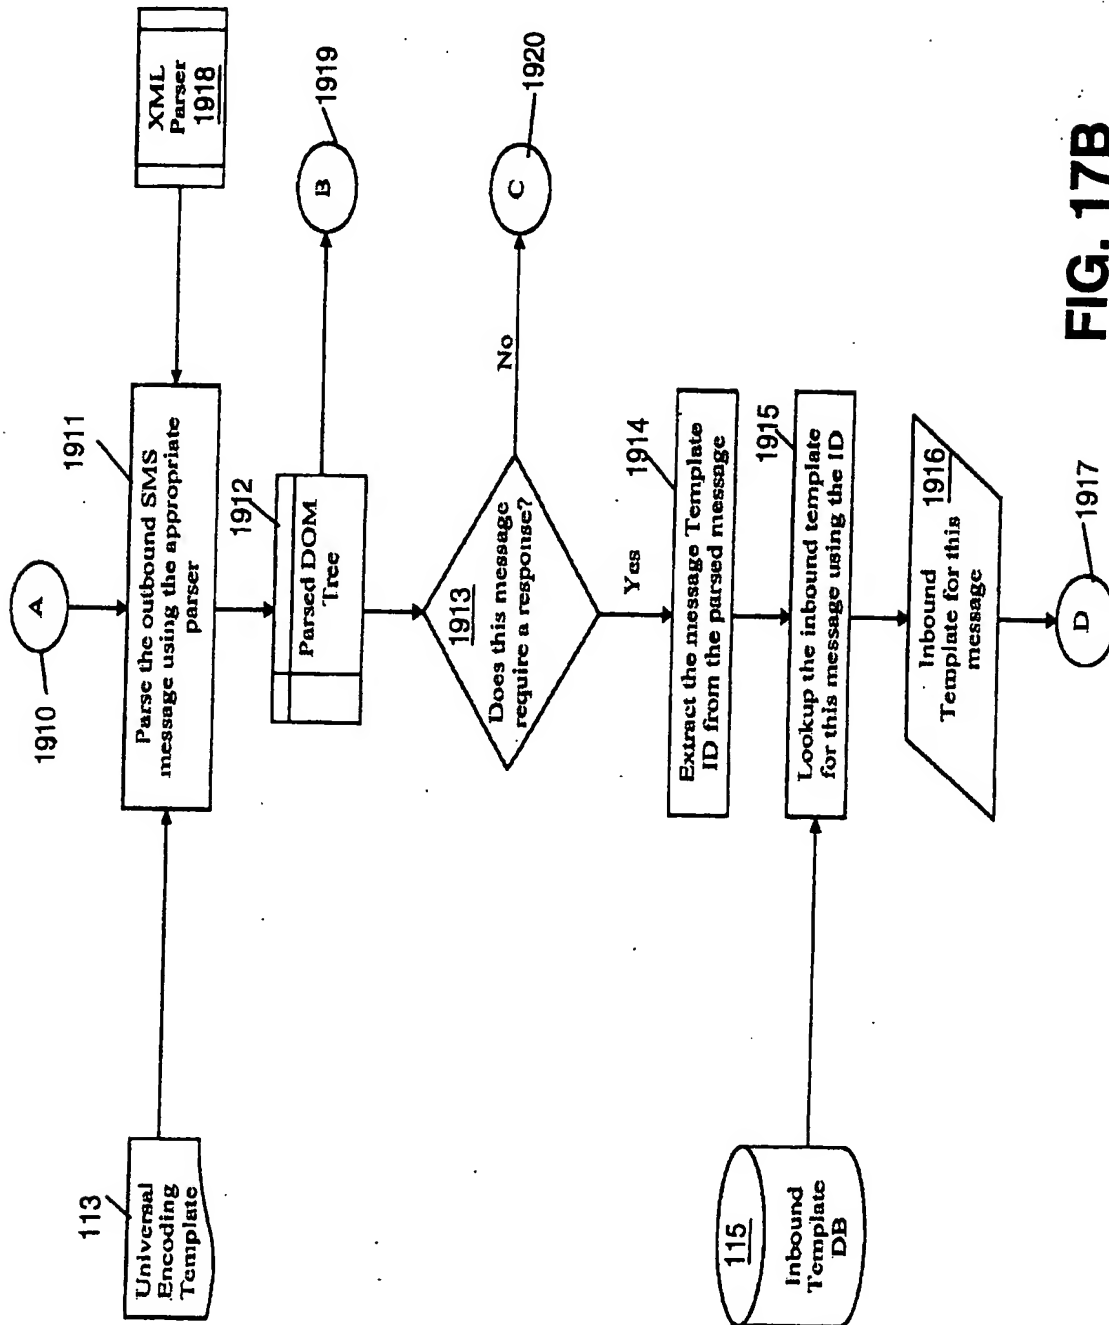 A
1910
XML
Parser
1918
1911
Parse the outbound SMS
message using the appropriate
parser
113
Universal
Encoding
Template
1912
Parsed DOM
Tree
B
1919
1913
Does this message
require a response?
No
C
1920
Yes
1914
Extract the message Template
ID from the parsed message
1915
Lookup the inbound template
for this message using the ID
115
Inbound
Template
DB
1916
Inbound
Template for this
message
D
1917
FIG. 17B